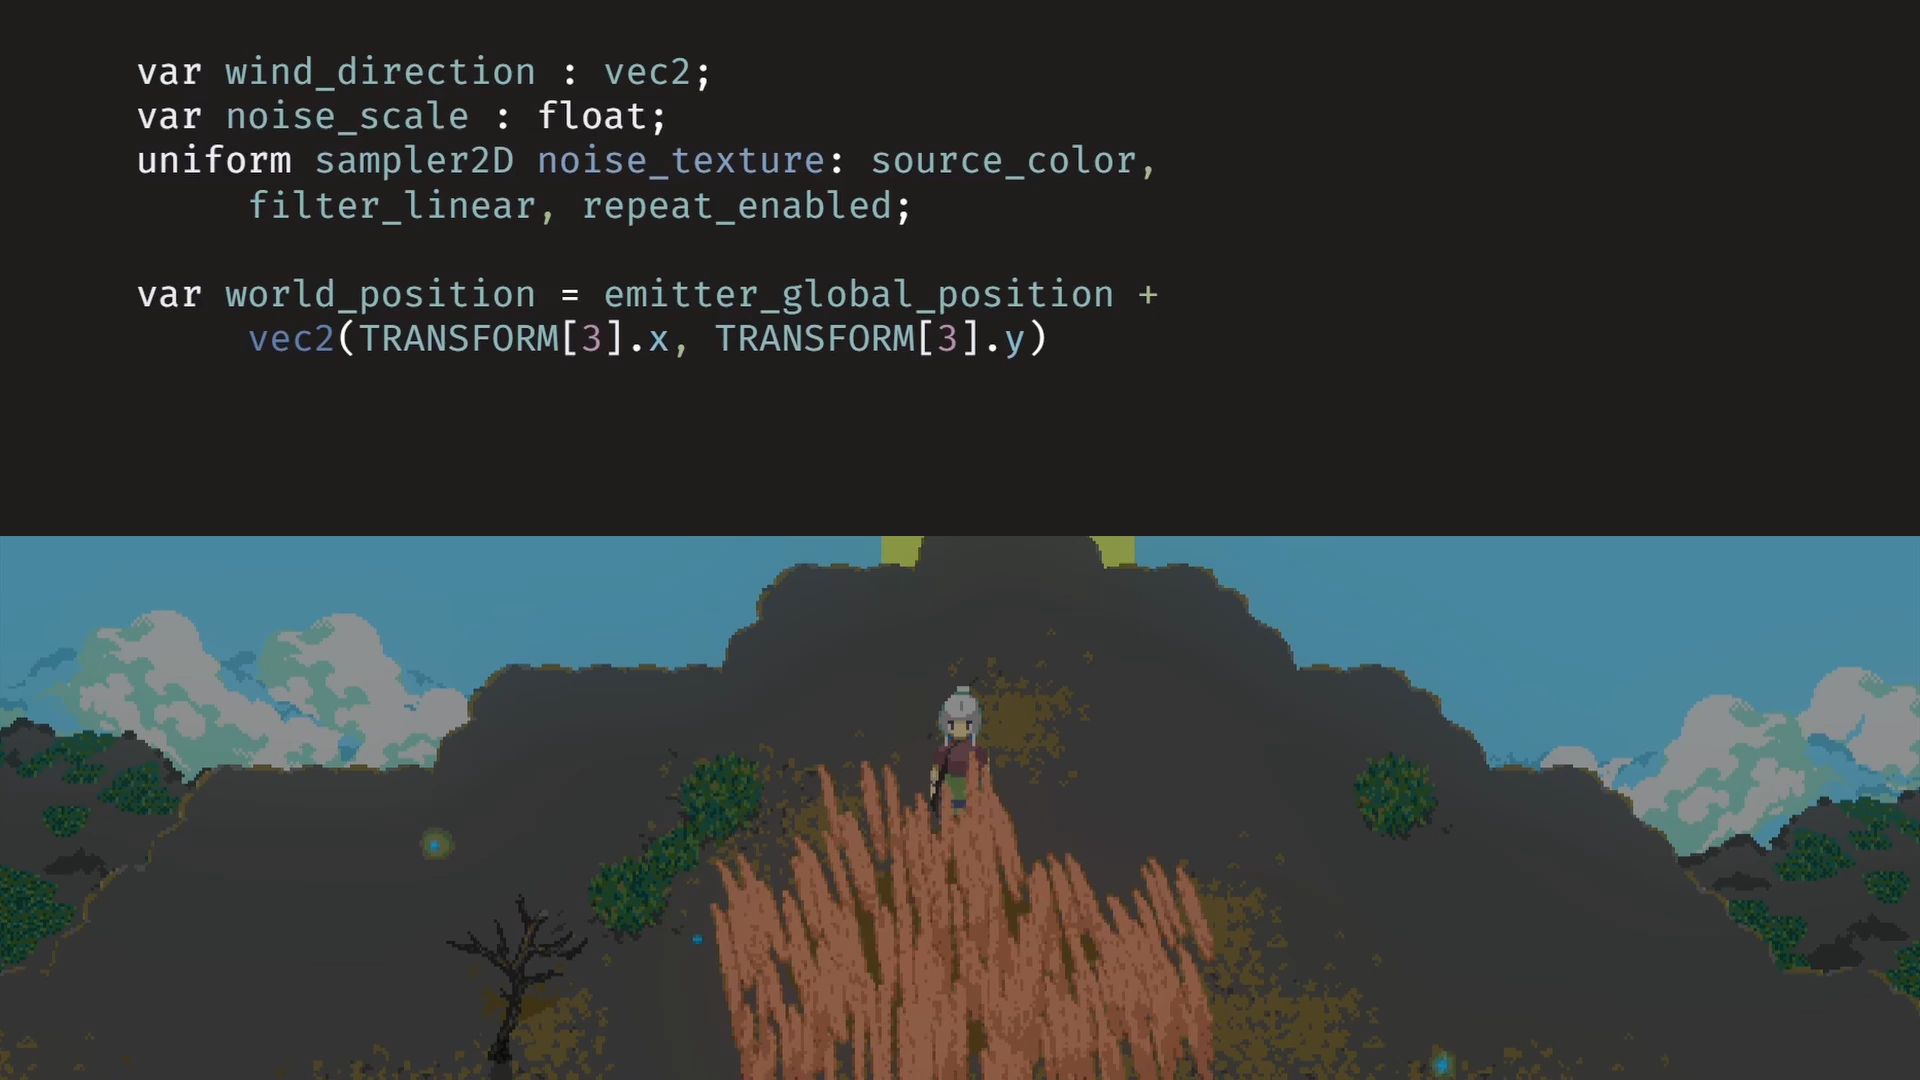 var wind_direction : vec2;
var noise_scale : float;
uniform sampler2D noise_texture: source_color,
filter_linear, repeat_enabled;
var world_position = emitter_global_position +
vec2(TRANSFORM[3].x, TRANSFORM[3].y)